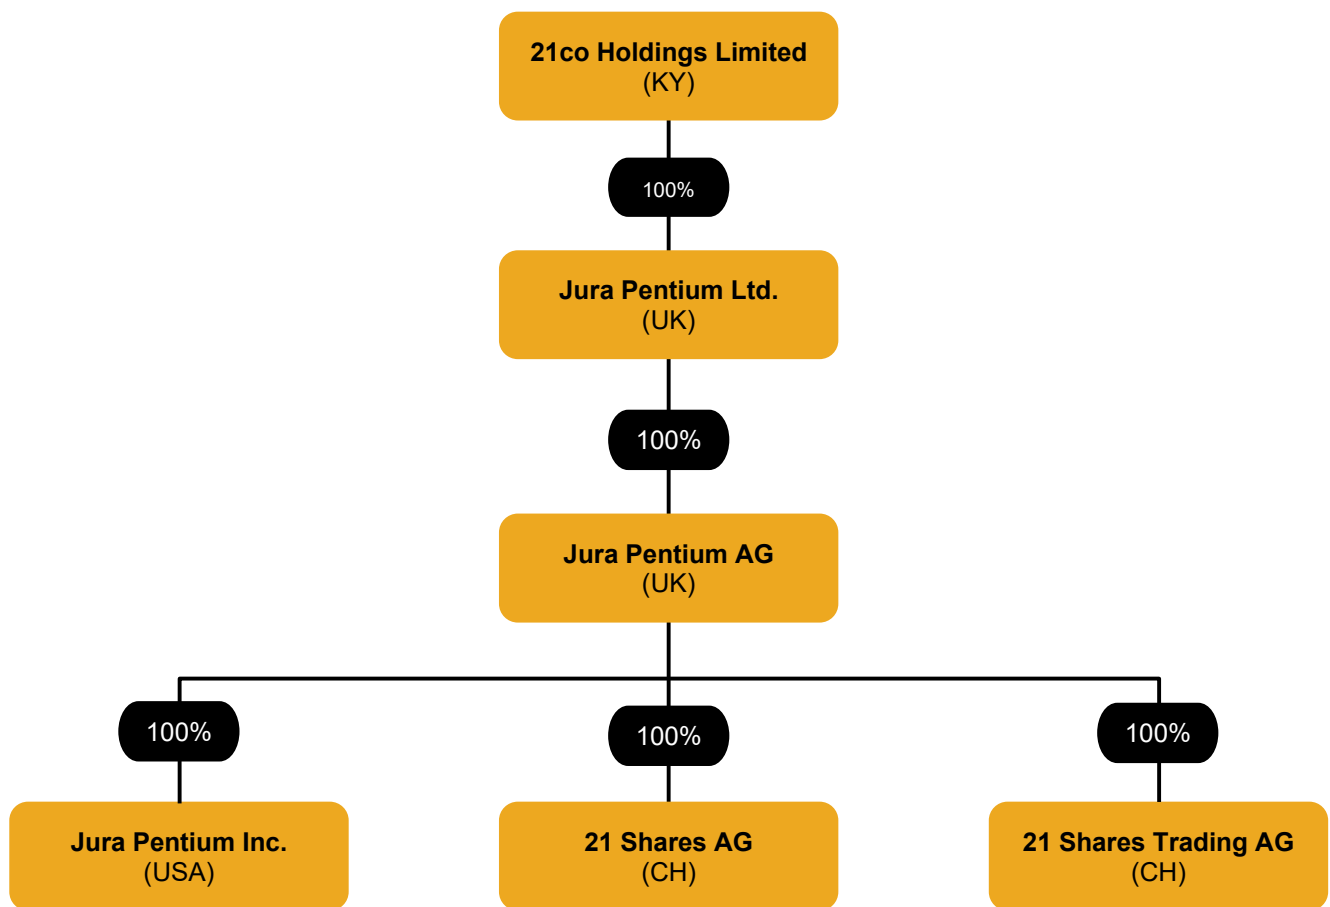 21co Holdings Limited
(KY)
100%
Jura Pentium Ltd.
(UK)
100%
Jura Pentium AG
(UK)
100%
100%
100%
Jura Pentium Inc.
(USA)
21 Shares AG
(CH)
21 Shares Trading AG
(CH)